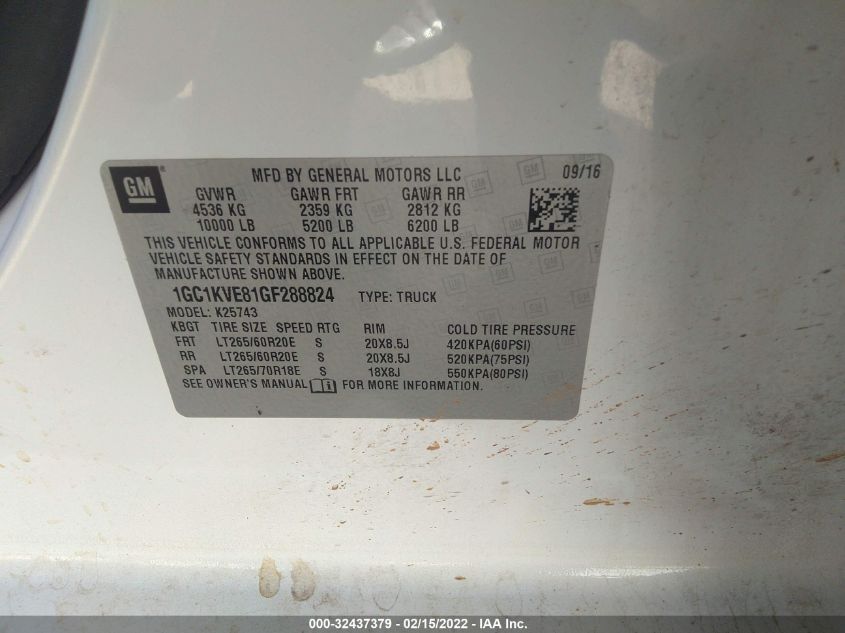 GM
MFD BY GENERAL MOTORS LLC 09/16
GVWR GAWR FRT GAWR RR
4536 KG 2359 KG 2812 KG
10000 LB 5200 LB 6200 LB
THIS VEHICLE CONFORMS TO ALL APPLICABLE U.S. FEDERAL MOTOR
VEHICLE SAFETY STANDARDS IN EFFECT ON THE DATE OF
MANUFACTURE SHOWN ABOVE.
1GC1KVE81GF288824 TYPE: TRUCK
MODEL: K25743
KBGT TIRE SIZE SPEED RTG RIM COLD TIRE PRESSURE
FRT LT265/60R20E S 20X8.5J 420KPA(60PSI)
RR LT265/60R20E S 20X8.5J 520KPA(75PSI)
SPA LT265/70R18E S 18X8J 550KPA(80PSI)
SEE OWNER'S MANUAL FOR MORE INFORMATION.
000-32437379 - 02/15/2022 - IAA Inc.